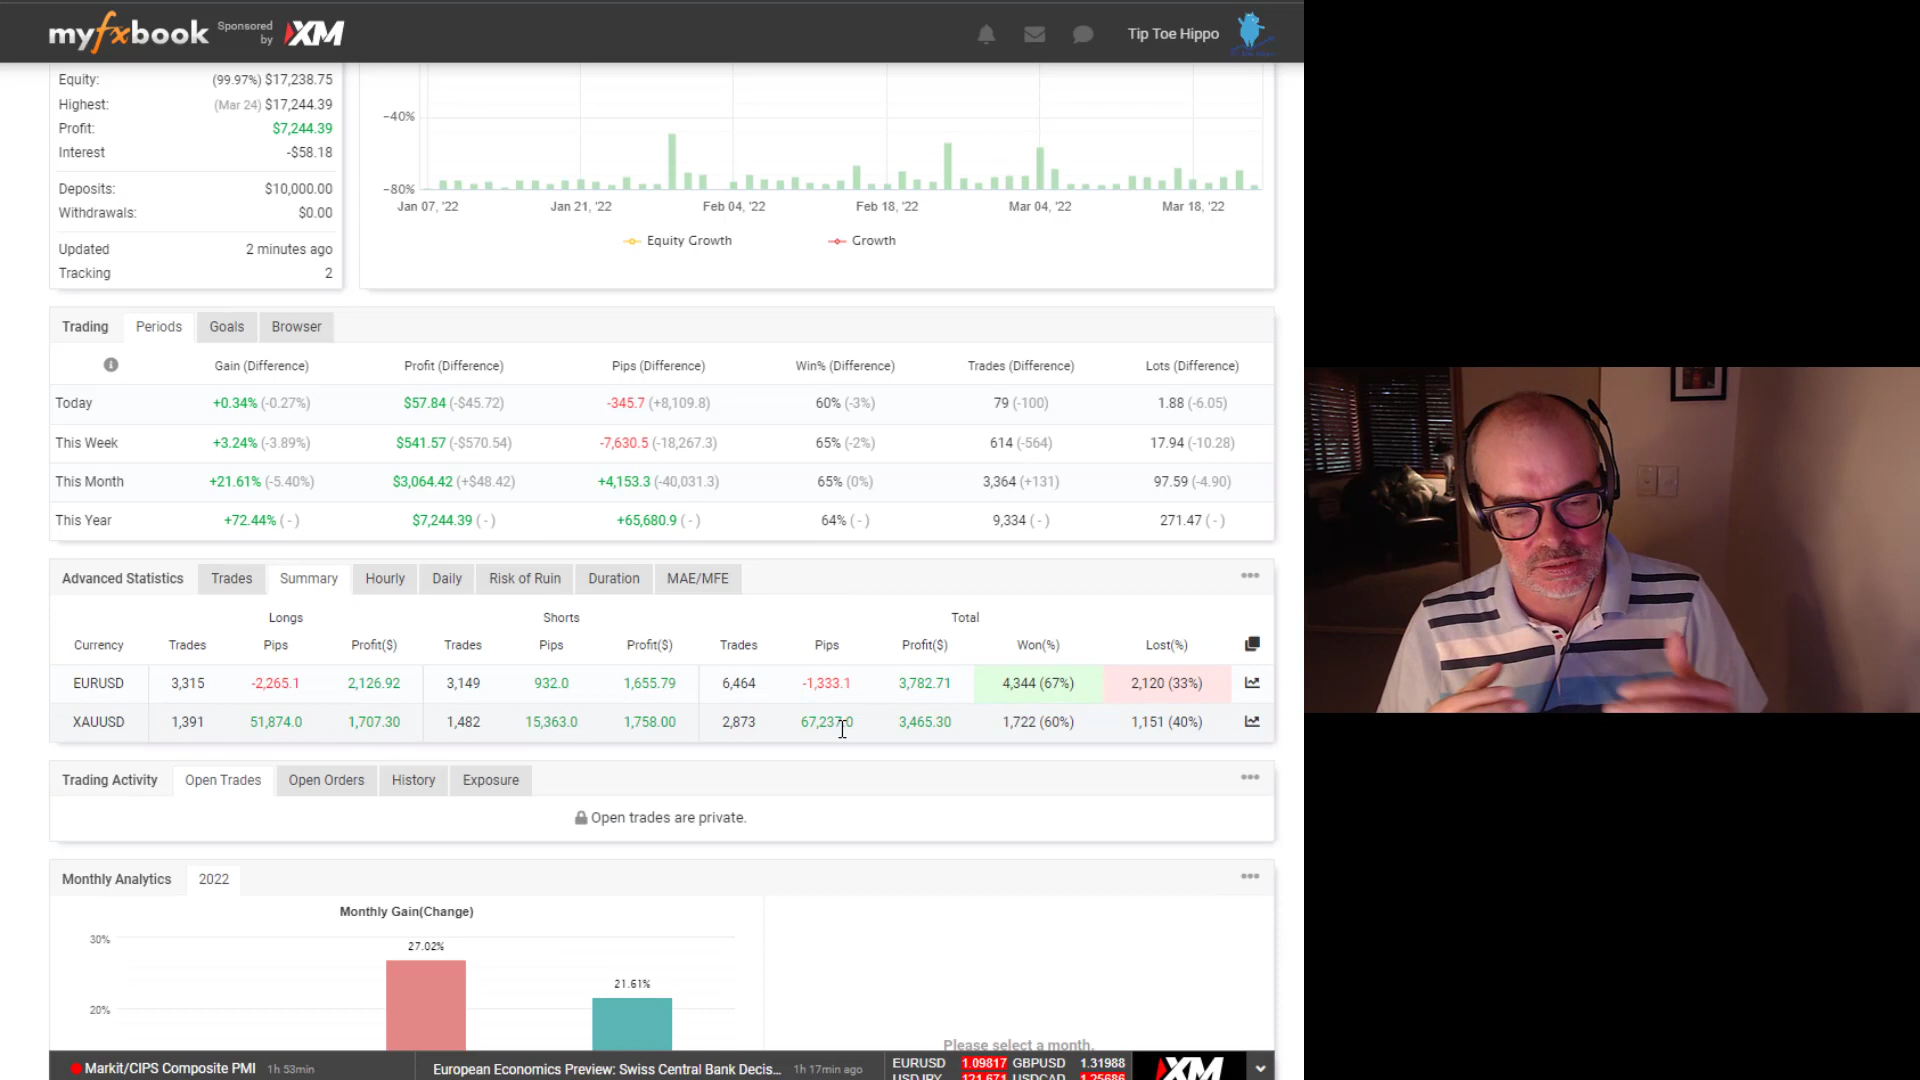 myfxbook Sponsored by XM Tip Toe Hippo
Equity: (99.97%) $17,238.75
Highest: (Mar 24) $17,244.39
Profit: $7,244.39
Interest -$58.18
Deposits: $10,000.00
Withdrawals: $0.00
Updated 2 minutes ago
Tracking 2
-40%
-80%
Jan 07, '22 Jan 21, '22 Feb 04, '22 Feb 18, '22 Mar 04, '22 Mar 18, '22
Equity Growth Growth
Trading Periods Goals Browser
Gain (Difference) Profit (Difference) Pips (Difference) Win% (Difference) Trades (Difference) Lots (Difference)
Today +0.34% (-0.27%) $57.84 (-$45.72) -345.7 (+8,109.8) 60% (-3%) 79 (-100) 1.88 (-6.05)
This Week +3.24% (-3.89%) $541.57 (-$570.54) -7,630.5 (-18,267.3) 65% (-2%) 614 (-564) 17.94 (-10.28)
This Month +21.61% (-5.40%) $3,064.42 (+$48.42) +4,153.3 (-40,031.3) 65% (0%) 3,364 (+131) 97.59 (-4.90)
This Year +72.44% ( - ) $7,244.39 ( - ) +65,680.9 ( - ) 64% ( - ) 9,334 ( - ) 271.47 ( - )
Advanced Statistics Trades Summary Hourly Daily Risk of Ruin Duration MAE/MFE
Longs Shorts Total
Currency Trades Pips Profit($) Trades Pips Profit($) Trades Pips Profit($) Won(%) Lost(%)
EURUSD 3,315 -2,265.1 2,126.92 3,149 932.0 1,655.79 6,464 -1,333.1 3,782.71 4,344 (67%) 2,120 (33%)
XAUUSD 1,391 51,874.0 1,707.30 1,482 15,363.0 1,758.00 2,873 67,237.0 3,465.30 1,722 (60%) 1,151 (40%)
Trading Activity Open Trades Open Orders History Exposure
Open trades are private.
Monthly Analytics 2022
Monthly Gain(Change)
30%
27.02%
21.61%
20%
Please select a month.
Markit/CIPS Composite PMI 1h 53min European Economics Preview: Swiss Central Bank Decis... 1h 17min ago EURUSD 1.09817 GBPUSD 1.31988 XM
USDJPY 121.671 USDCAD 1.25686